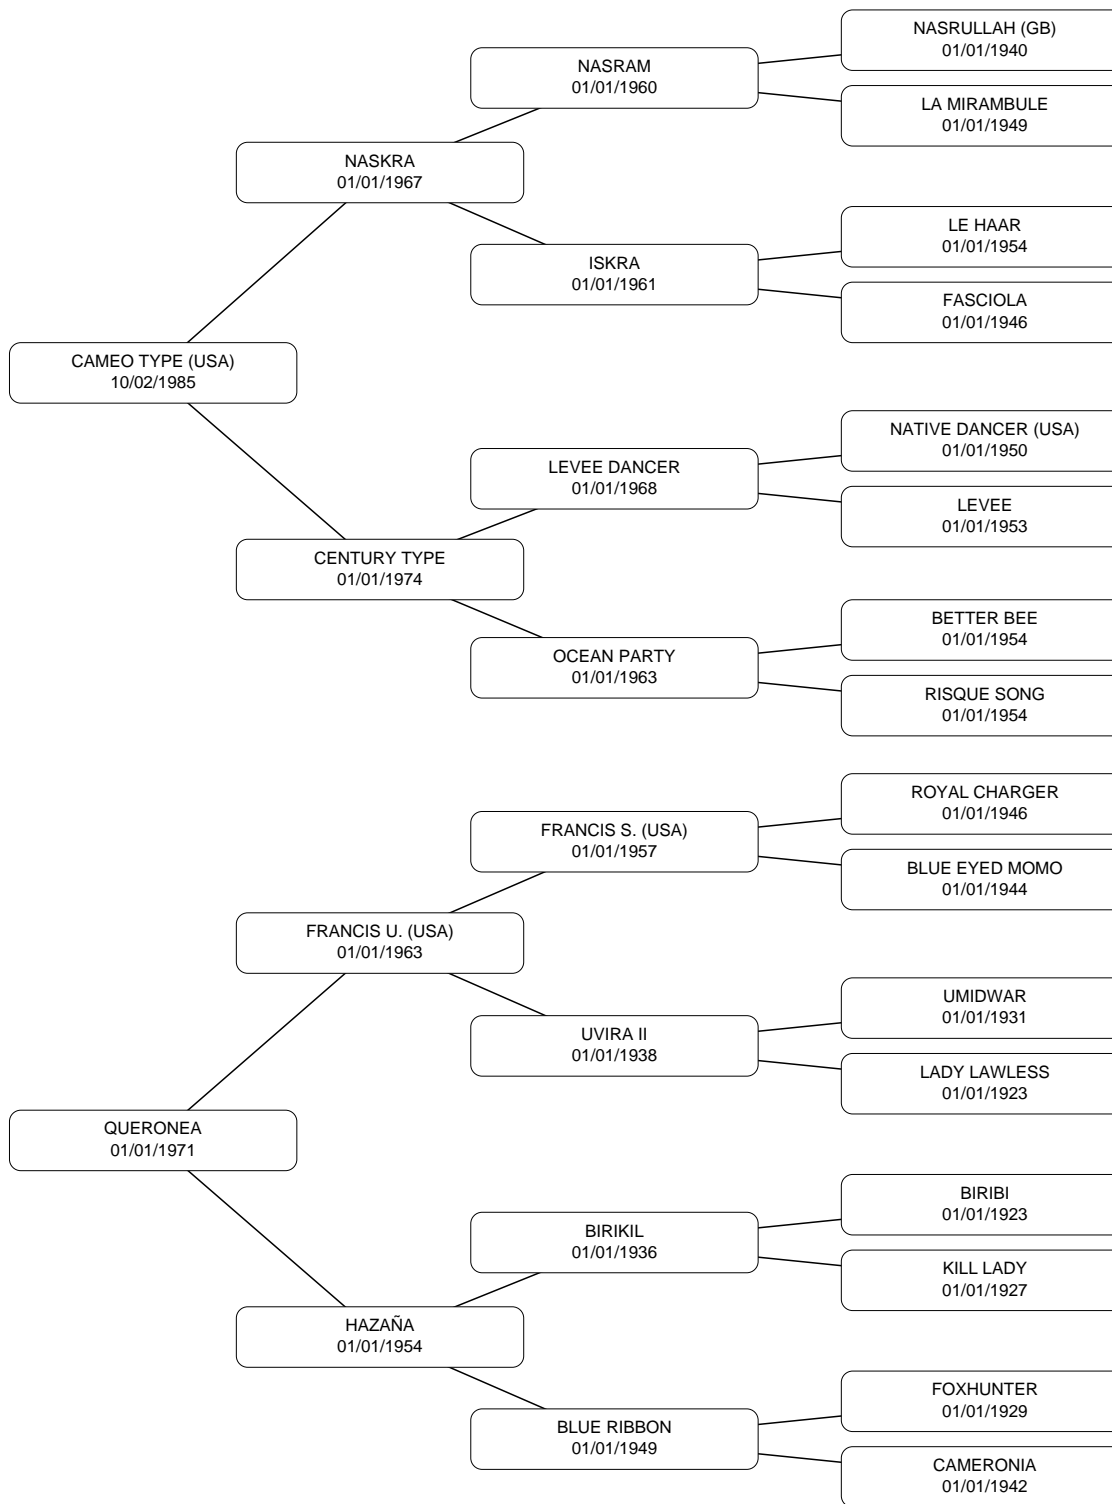 NASRULLAH (GB)
01/01/1940
NASRAM
01/01/1960
LA MIRAMBULE
01/01/1949
NASKRA
01/01/1967
LE HAAR
01/01/1954
ISKRA
01/01/1961
FASCIOLA
01/01/1946
CAMEO TYPE (USA)
10/02/1985
NATIVE DANCER (USA)
01/01/1950
LEVEE DANCER
01/01/1968
LEVEE
01/01/1953
CENTURY TYPE
01/01/1974
BETTER BEE
01/01/1954
OCEAN PARTY
01/01/1963
RISQUE SONG
01/01/1954
ROYAL CHARGER
01/01/1946
FRANCIS S. (USA)
01/01/1957
BLUE EYED MOMO
01/01/1944
FRANCIS U. (USA)
01/01/1963
UMIDWAR
01/01/1931
UVIRA II
01/01/1938
LADY LAWLESS
01/01/1923
QUERONEA
01/01/1971
BIRIBI
01/01/1923
BIRIKIL
01/01/1936
KILL LADY
01/01/1927
HAZAÑA
01/01/1954
FOXHUNTER
01/01/1929
BLUE RIBBON
01/01/1949
CAMERONIA
01/01/1942